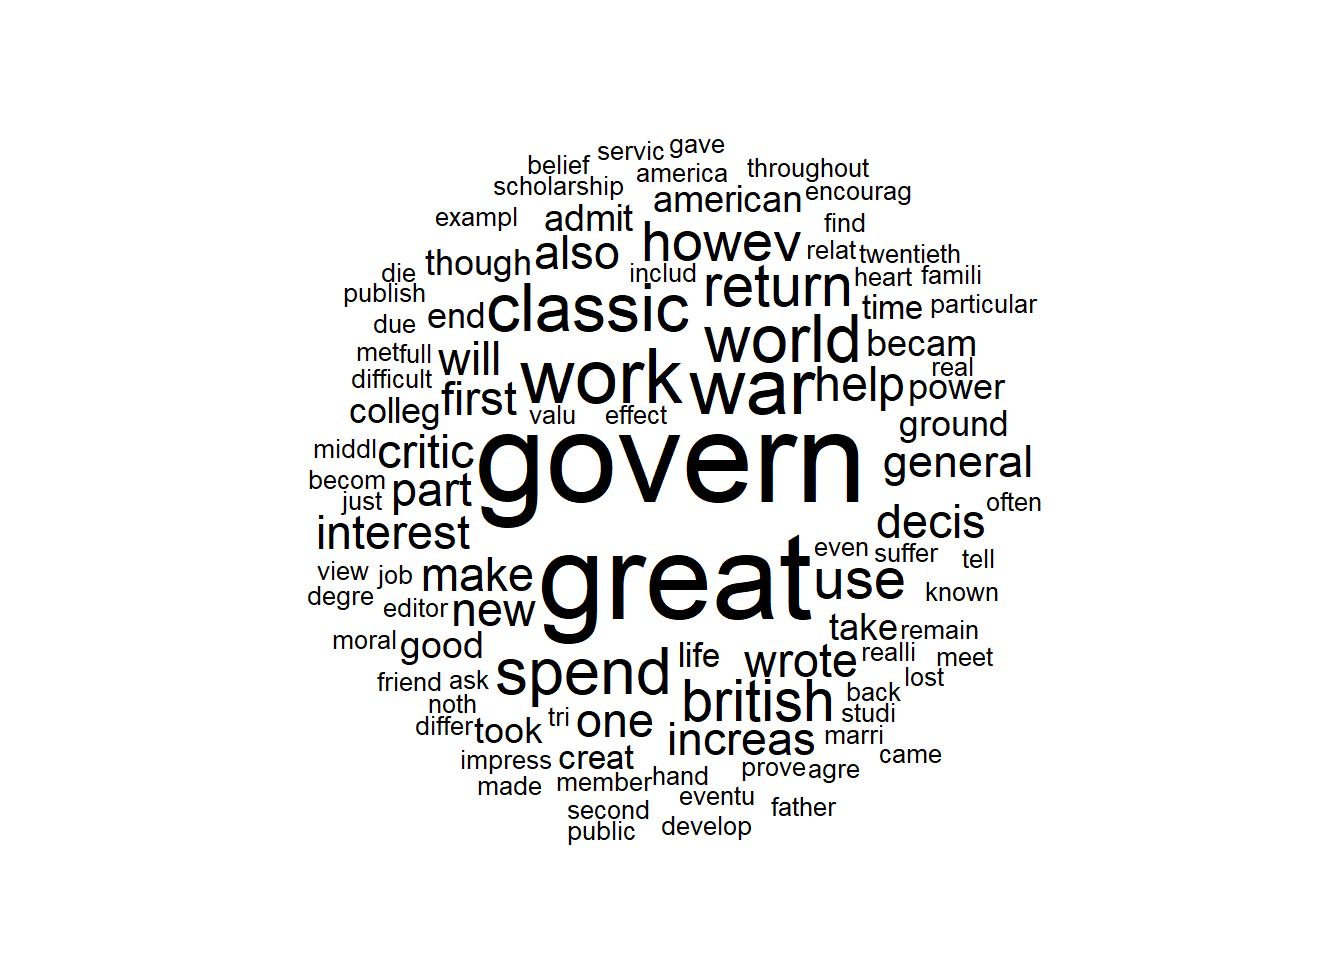 servic gave
belief america throughout
scholarship american encourag
exampl admit howev find
though also includ relat twentieth
die classic return heart famili
publish end time particular
due will work world becam
met full war help real
difficult first power
colleg valu effect ground
middl critic govern general
becom part often
just decis
interest great even suffer tell
view job make use known
degre editor new
moral good take remain
friend ask spend life wrote realli meet
noth british back lost
differ took tri one increas studi
marri
impress creat came
made member hand prove agre
second eventu father
public develop